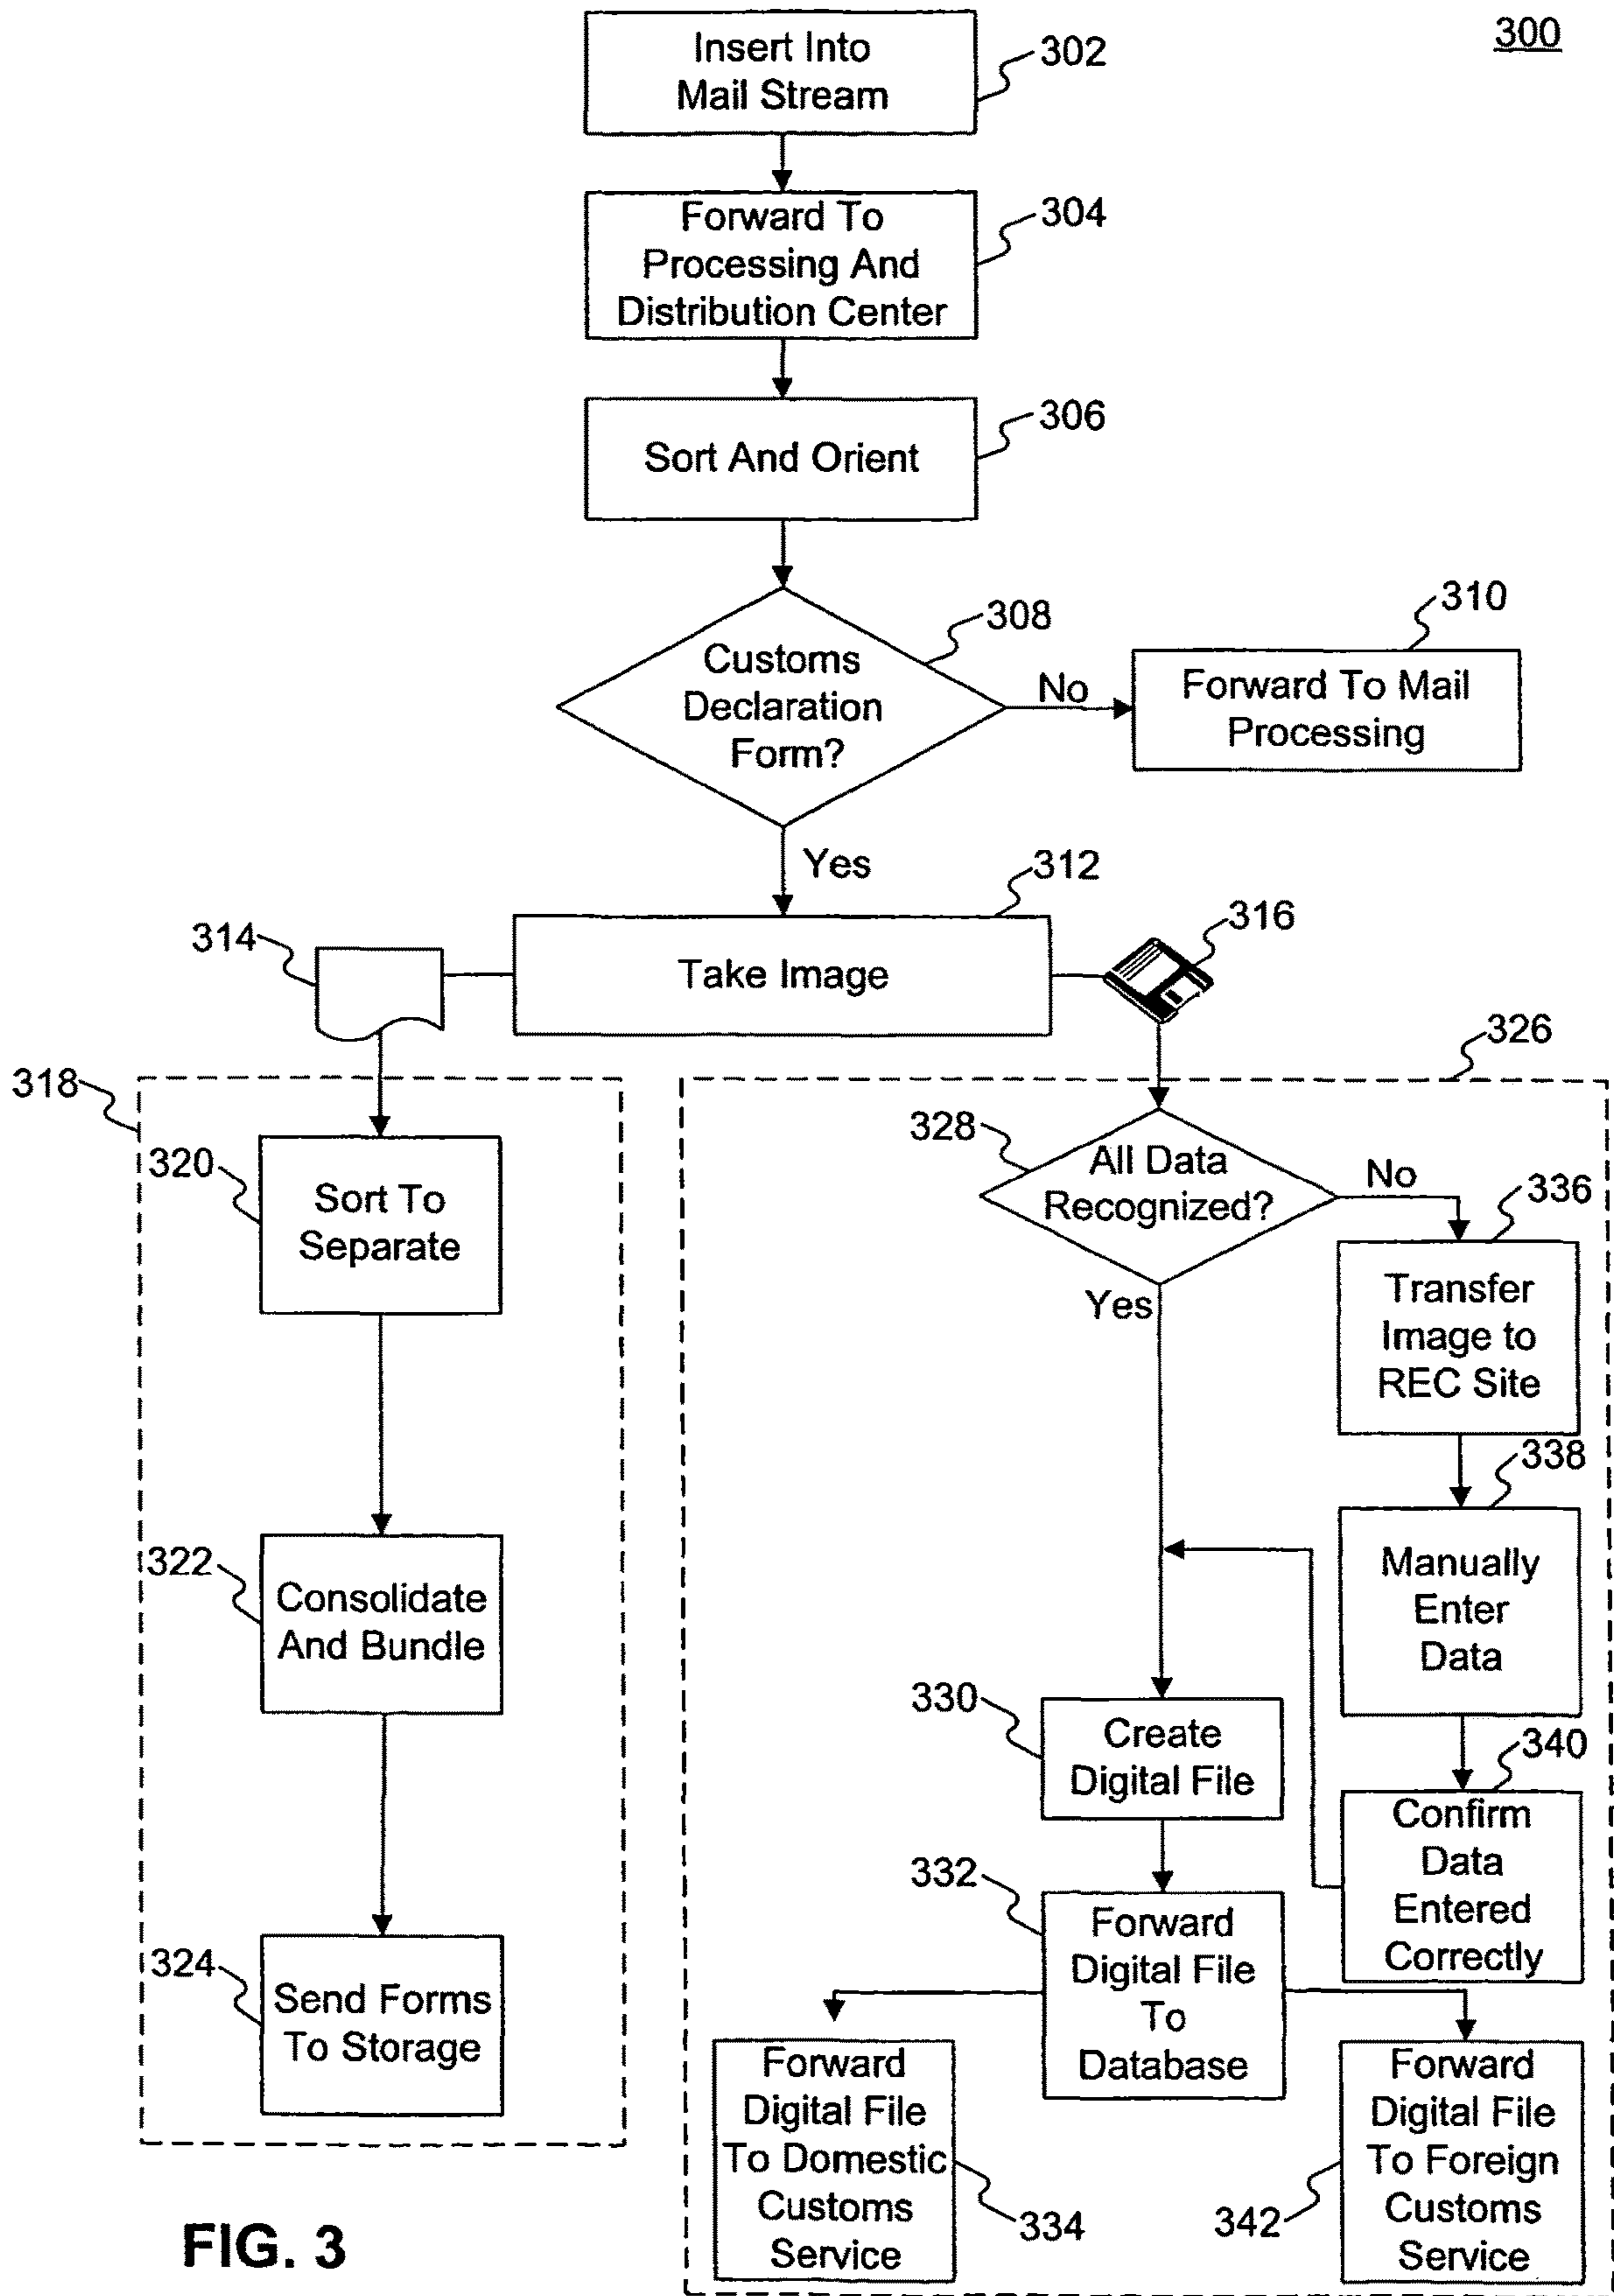 300
Insert Into
Mail Stream
302
Forward To
Processing And
Distribution Center
304
Sort And Orient
306
Customs
Declaration
Form?
308
No
310
Forward To Mail
Processing
Yes
312
Take Image
314
316
318
320
Sort To
Separate
322
Consolidate
And Bundle
324
Send Forms
To Storage
326
328
All Data
Recognized?
No
Yes
336
Transfer
Image to
REC Site
338
Manually
Enter
Data
340
Confirm
Data
Entered
Correctly
330
Create
Digital File
332
Forward
Digital File
To
Database
Forward
Digital File
To Domestic
Customs
Service
334
Forward
Digital File
To Foreign
Customs
Service
342
FIG. 3